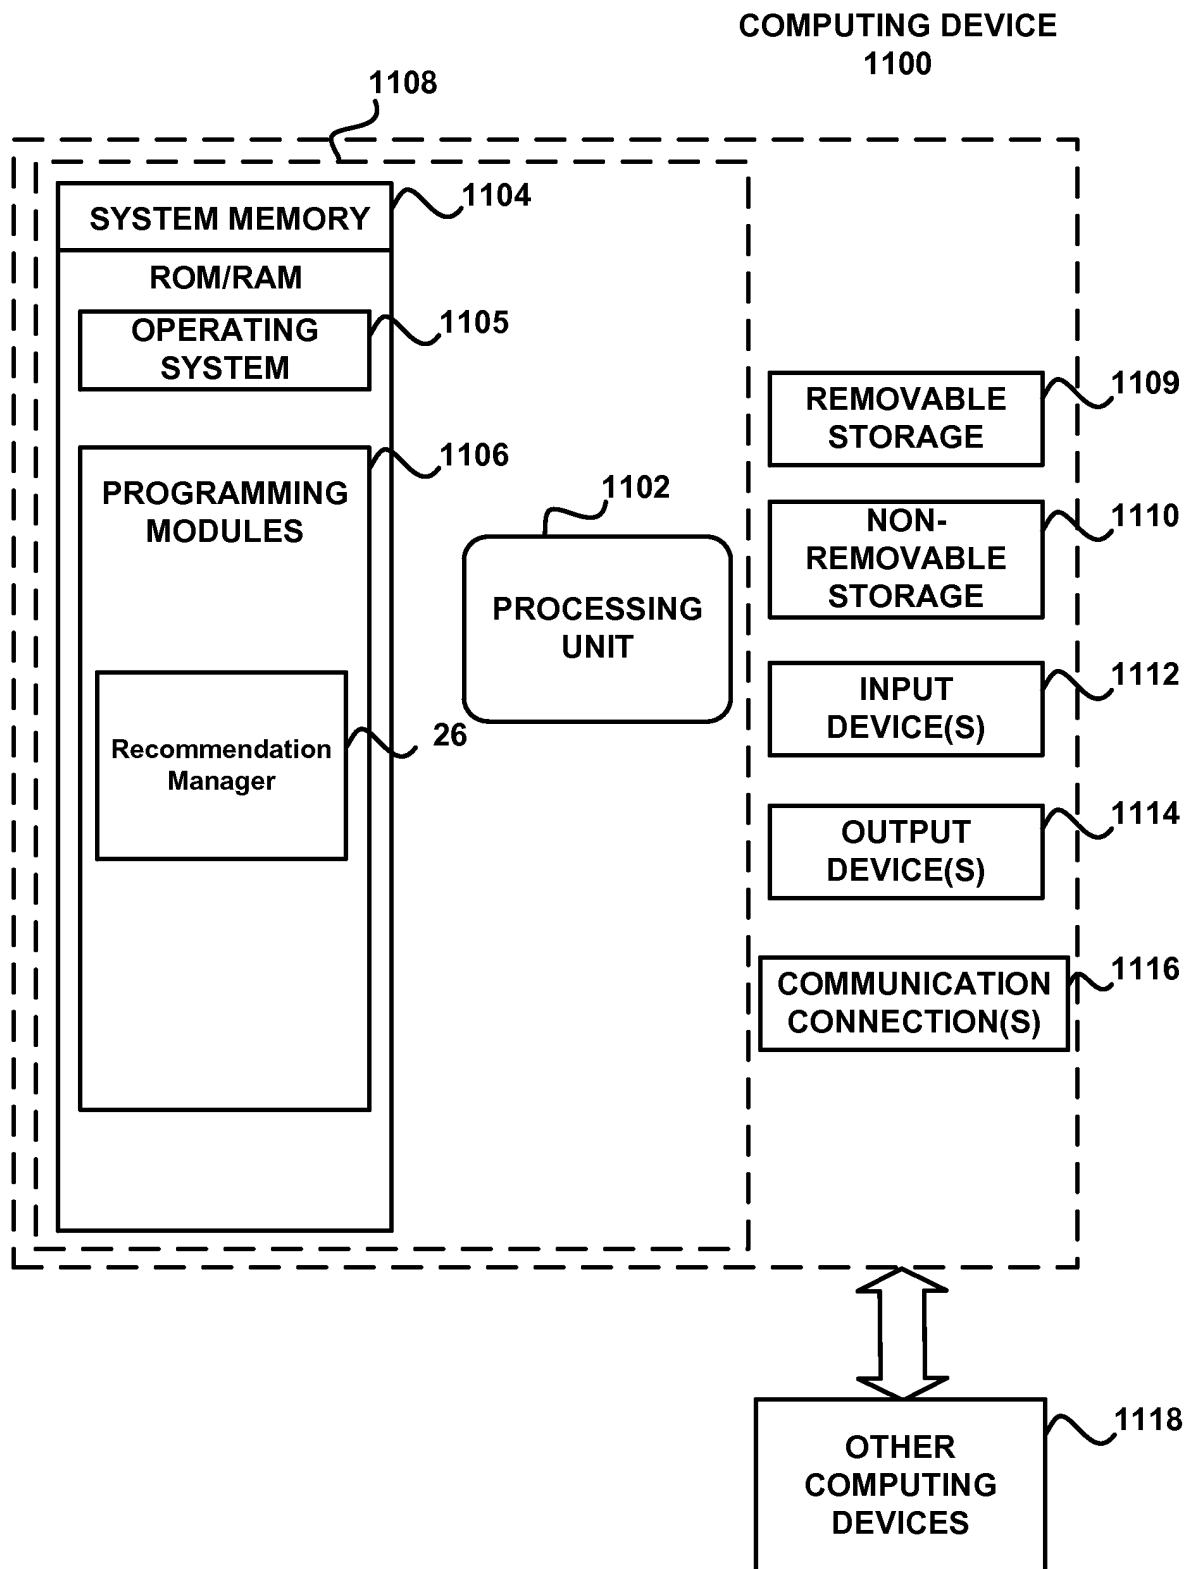 COMPUTING DEVICE
1100
1108
SYSTEM MEMORY
1104
ROM/RAM
OPERATING
SYSTEM
1105
PROGRAMMING
MODULES
1106
Recommendation
Manager
26
1102
PROCESSING
UNIT
REMOVABLE
STORAGE
1109
NON-
REMOVABLE
STORAGE
1110
INPUT
DEVICE(S)
1112
OUTPUT
DEVICE(S)
1114
COMMUNICATION
CONNECTION(S)
1116
OTHER
COMPUTING
DEVICES
1118